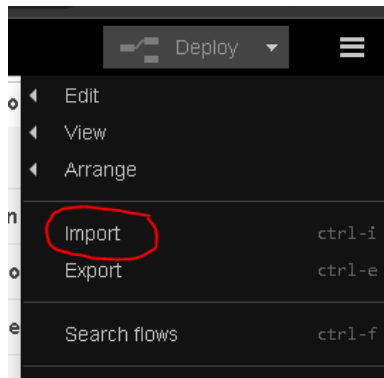 Deploy
o
Edit
View
Arrange
n
Import ctrl-i
o
Export ctrl-e
e
Search flows ctrl-f